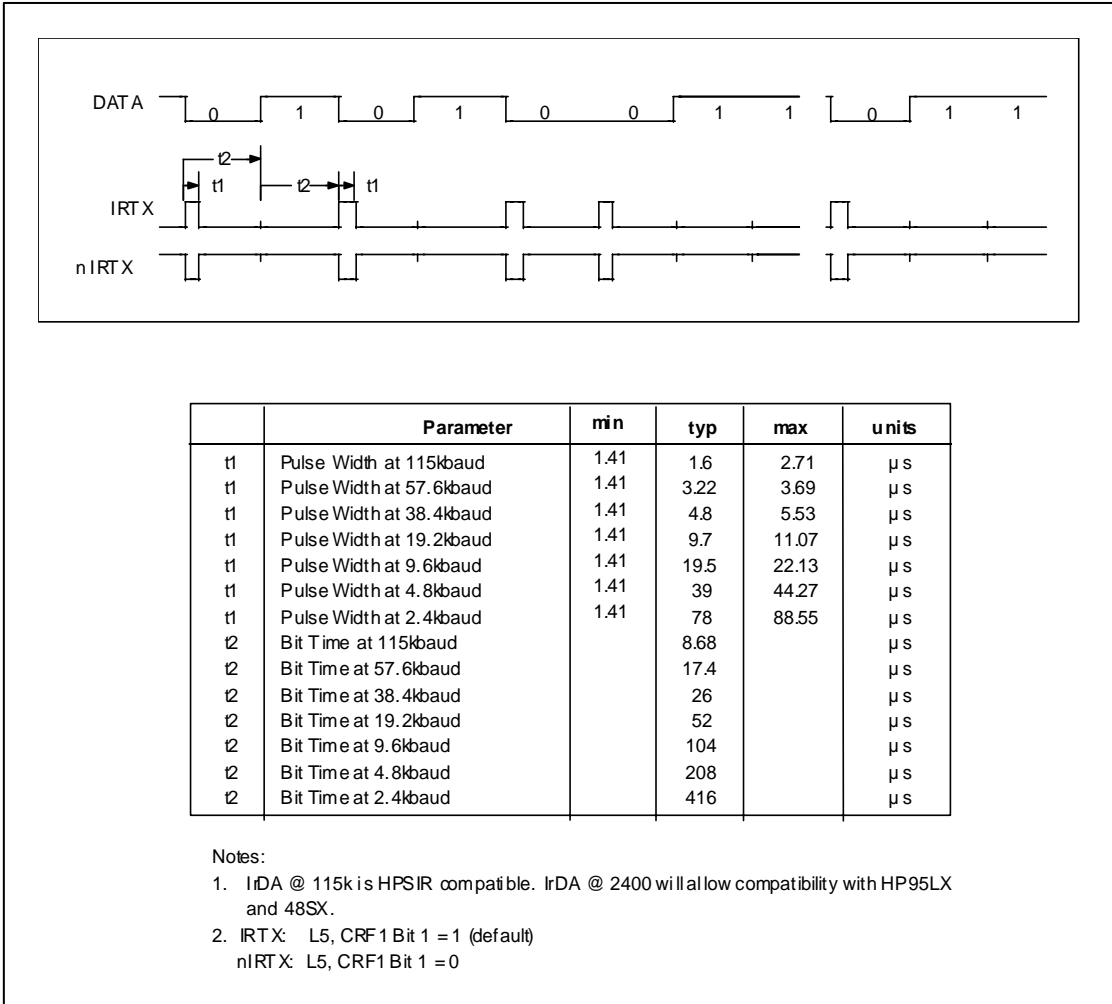 DATA 0 1 0 1 0 0 1 1 0 1 1
t2
t1 t2 t1
IRTX
nIRTX
Parameter min typ max units
t1 Pulse Width at 115kbaud 1.41 1.6 2.71 µs
t1 Pulse Width at 57.6kbaud 1.41 3.22 3.69 µs
t1 Pulse Width at 38.4kbaud 1.41 4.8 5.53 µs
t1 Pulse Width at 19.2kbaud 1.41 9.7 11.07 µs
t1 Pulse Width at 9.6kbaud 1.41 19.5 22.13 µs
t1 Pulse Width at 4.8kbaud 1.41 39 44.27 µs
t1 Pulse Width at 2.4kbaud 1.41 78 88.55 µs
t2 Bit Time at 115kbaud 8.68 µs
t2 Bit Time at 57.6kbaud 17.4 µs
t2 Bit Time at 38.4kbaud 26 µs
t2 Bit Time at 19.2kbaud 52 µs
t2 Bit Time at 9.6kbaud 104 µs
t2 Bit Time at 4.8kbaud 208 µs
t2 Bit Time at 2.4kbaud 416 µs
Notes:
1. IrDA @ 115k is HPSIR compatible. IrDA @ 2400 will allow compatibility with HP95LX
and 48SX.
2. IRTX: L5, CRF1 Bit 1 = 1 (default)
nIRTX: L5, CRF1 Bit 1 = 0